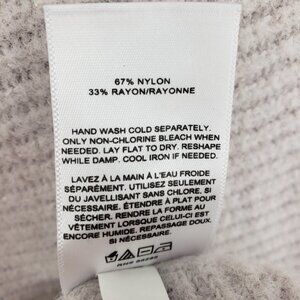 67% NYLON
33% RAYON/RAYONNE
HAND WASH COLD SEPARATELY.
ONLY NON-CHLORINE BLEACH WHEN
NEEDED. LAY FLAT TO DRY. RESHAPE
WHILE DAMP. COOL IRON IF NEEDED.
LAVEZ À LA MAIN À L'EAU FROIDE
SÉPARÉMENT. UTILISEZ SEULEMENT
DU JAVELLISANT SANS CHLORE. SI
NÉCESSAIRE. ÉTENDRE À PLAT POUR
SÉCHER. RENDRE LA FORME AU
VÊTEMENT LORSQUE CELUI-CI EST
ENCORE HUMIDE. REPASSAGE DOUX.
SI NÉCESSAIRE.